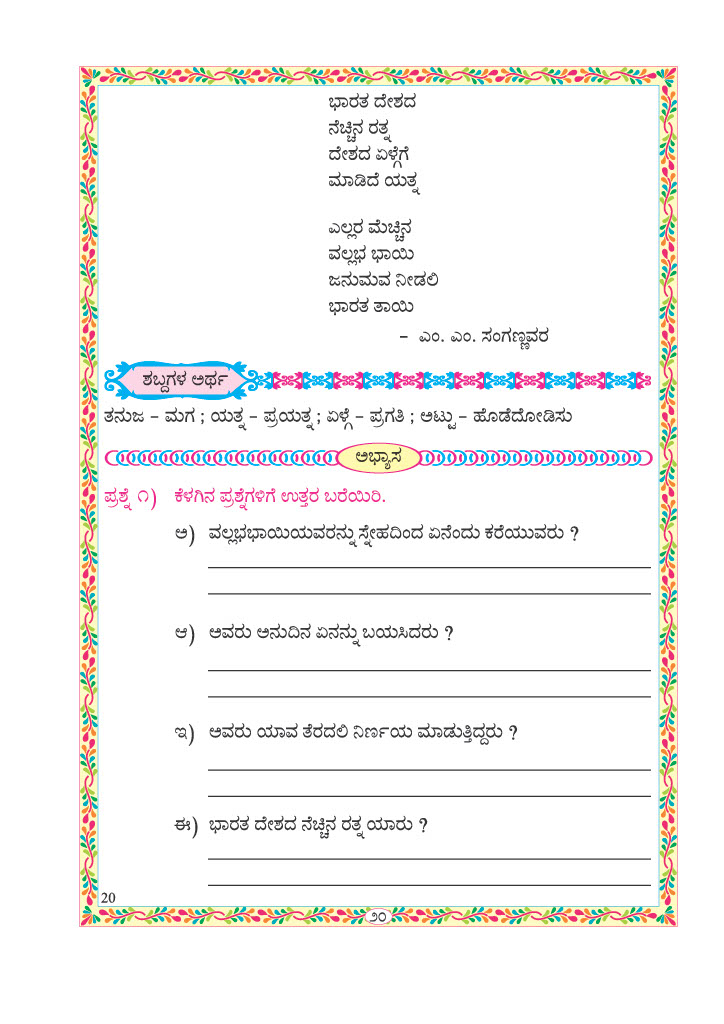 ಭಾರತ ದೇಶದ
ನೆಚ್ಚಿನ ರತ್ನ
ದೇಶದ ಏಳ್ಗೆಗೆ
ಮಾಡಿದೆ ಯತ್ನ
ಎಲ್ಲರ ಮೆಚ್ಚಿನ
ವಲ್ಲಭ ಭಾಯಿ
ಜನುಮವ ನೀಡಲಿ
ಭಾರತ ತಾಯಿ
– ಎಂ. ಎಂ. ಸಂಗಣ್ಣವರ
ಶಬ್ದಗಳ ಅರ್ಥ
ತನುಜ – ಮಗ ; ಯತ್ನ – ಪ್ರಯತ್ನ ; ಏಳ್ಗೆ – ಪ್ರಗತಿ ; ಅಟ್ಟು – ಹೊಡೆದೋಡಿಸು
ಅಭ್ಯಾಸ
ಪ್ರಶ್ನೆ ೧) ಕೆಳಗಿನ ಪ್ರಶ್ನೆಗಳಿಗೆ ಉತ್ತರ ಬರೆಯಿರಿ.
ಅ) ವಲ್ಲಭಭಾಯಿಯವರನ್ನು ಸ್ನೇಹದಿಂದ ಏನೆಂದು ಕರೆಯುವರು ?
ಆ) ಅವರು ಅನುದಿನ ಏನನ್ನು ಬಯಸಿದರು ?
ಇ) ಅವರು ಯಾವ ತೆರದಲಿ ನಿರ್ಣಯ ಮಾಡುತ್ತಿದ್ದರು ?
ಈ) ಭಾರತ ದೇಶದ ನೆಚ್ಚಿನ ರತ್ನ ಯಾರು ?
20
೨೦